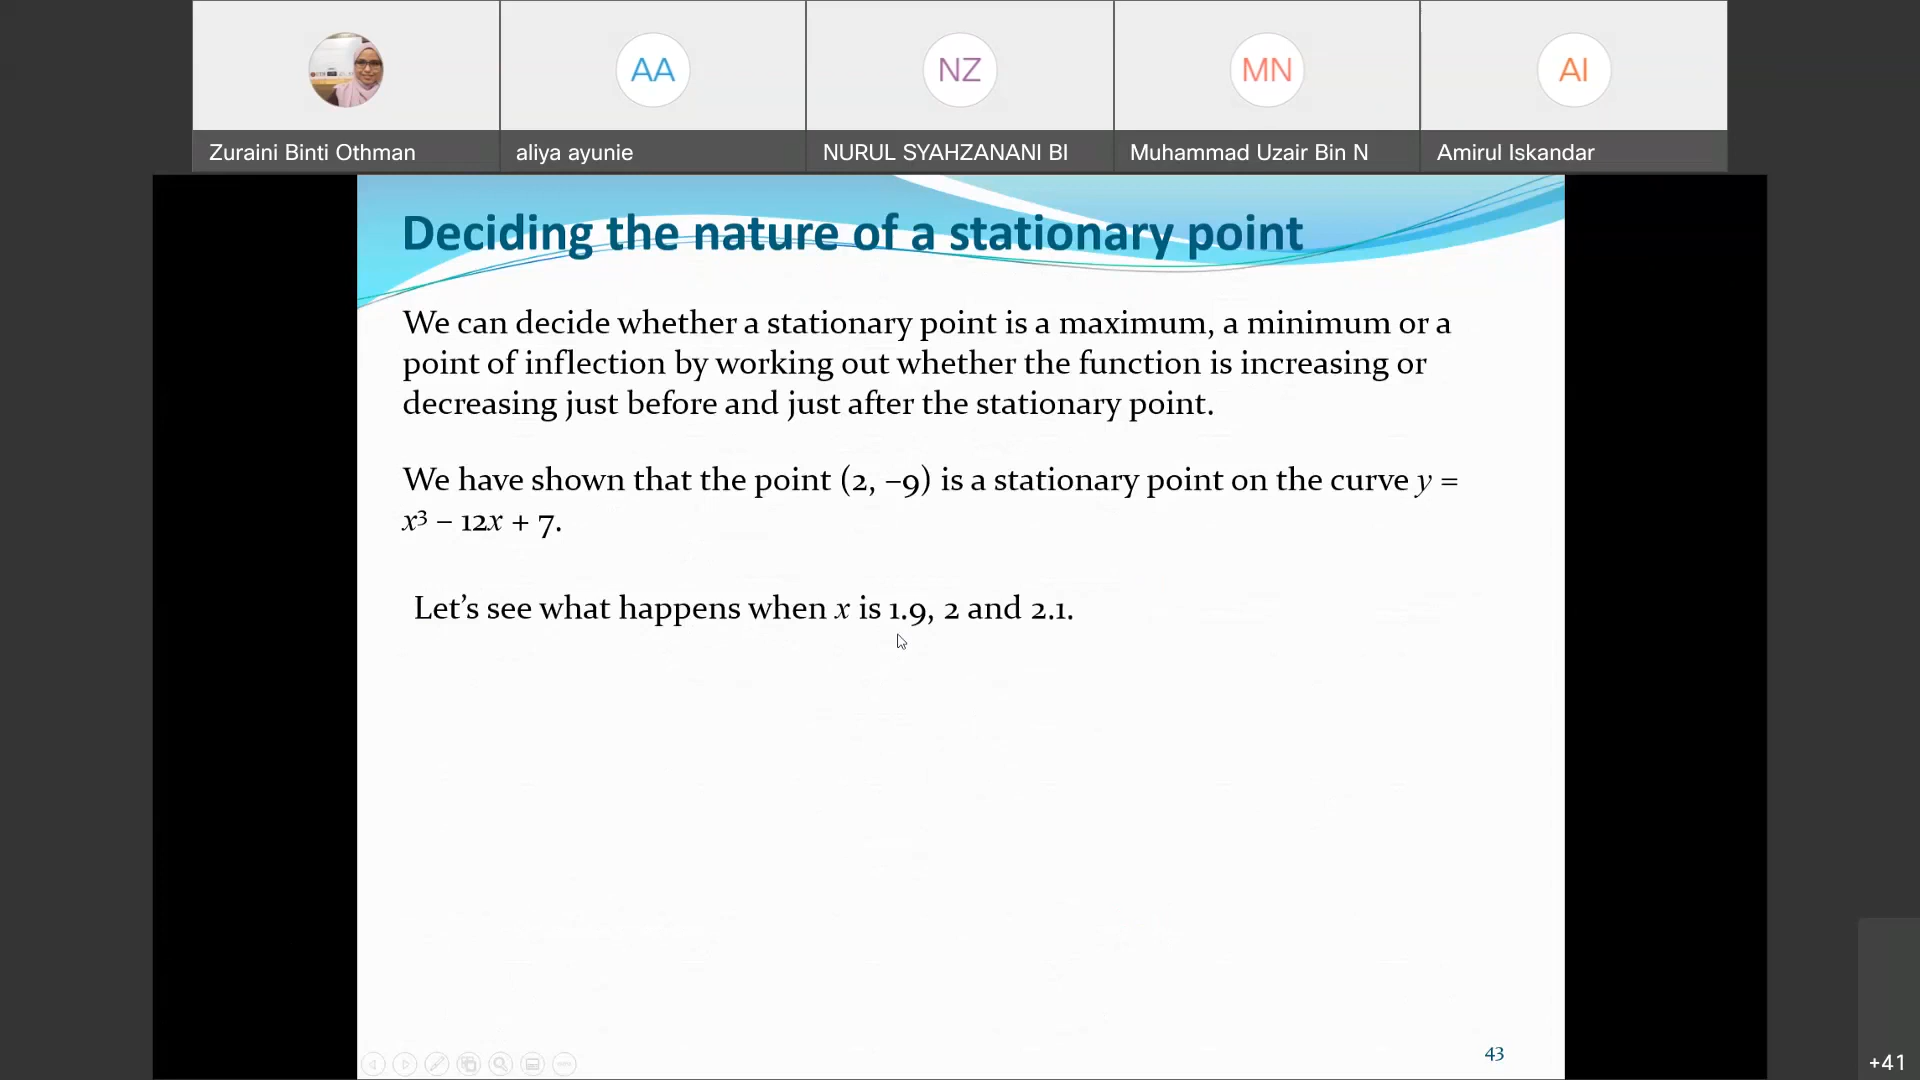 AA
NZ
MN
AI
Zuraini Binti Othman
aliya ayunie
NURUL SYAHZANANI BI
Muhammad Uzair Bin N
Amirul Iskandar
Deciding the nature of a stationary point
We can decide whether a stationary point is a maximum, a minimum or a
point of inflection by working out whether the function is increasing or
decreasing just before and just after the stationary point.
We have shown that the point (2, –9) is a stationary point on the curve y =
x³ – 12x + 7.
Let’s see what happens when x is 1.9, 2 and 2.1.
43
+41